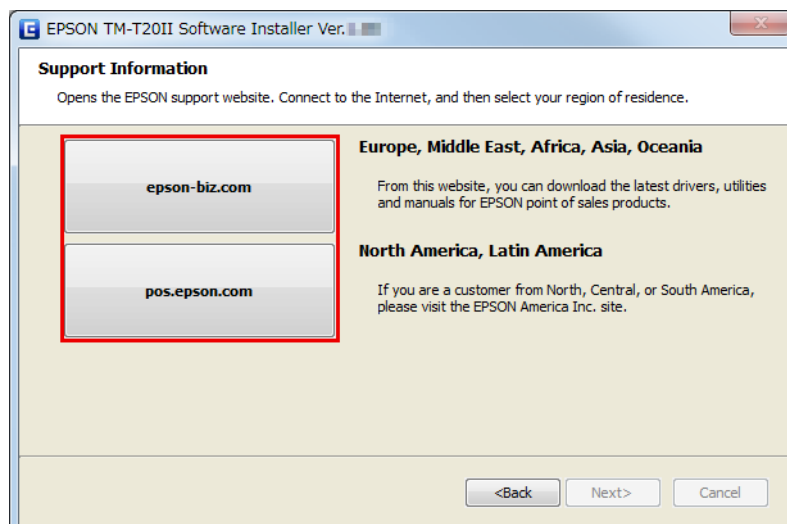 EPSON TM-T20II Software Installer Ver.
Support Information
Opens the EPSON support website. Connect to the Internet, and then select your region of residence.
epson-biz.com
Europe, Middle East, Africa, Asia, Oceania
From this website, you can download the latest drivers, utilities
and manuals for EPSON point of sales products.
pos.epson.com
North America, Latin America
If you are a customer from North, Central, or South America,
please visit the EPSON America Inc. site.
<Back
Next>
Cancel